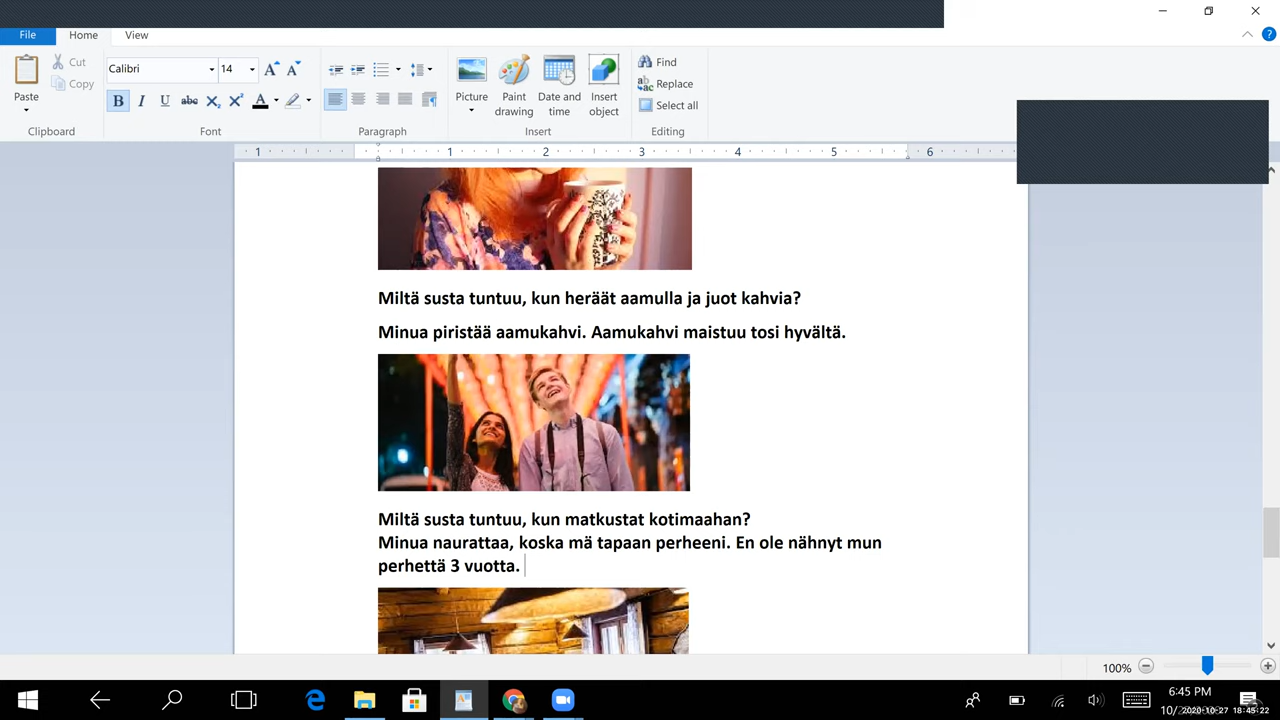 File Home View
Cut
Copy
Paste
Calibri 14
Picture
Paint drawing
Date and time
Insert object
Find
Replace
Select all
Clipboard Font Paragraph Insert Editing
1 1 2 3 4 5 6
Miltä susta tuntuu, kun heräät aamulla ja juot kahvia?
Minua piristää aamukahvi. Aamukahvi maistuu tosi hyvältä.
Miltä susta tuntuu, kun matkustat kotimaahan?
Minua naurattaa, koska mä tapaan perheeni. En ole nähnyt mun
perhettä 3 vuotta.
100%
6:45 PM
2020-10-27 18:45:22